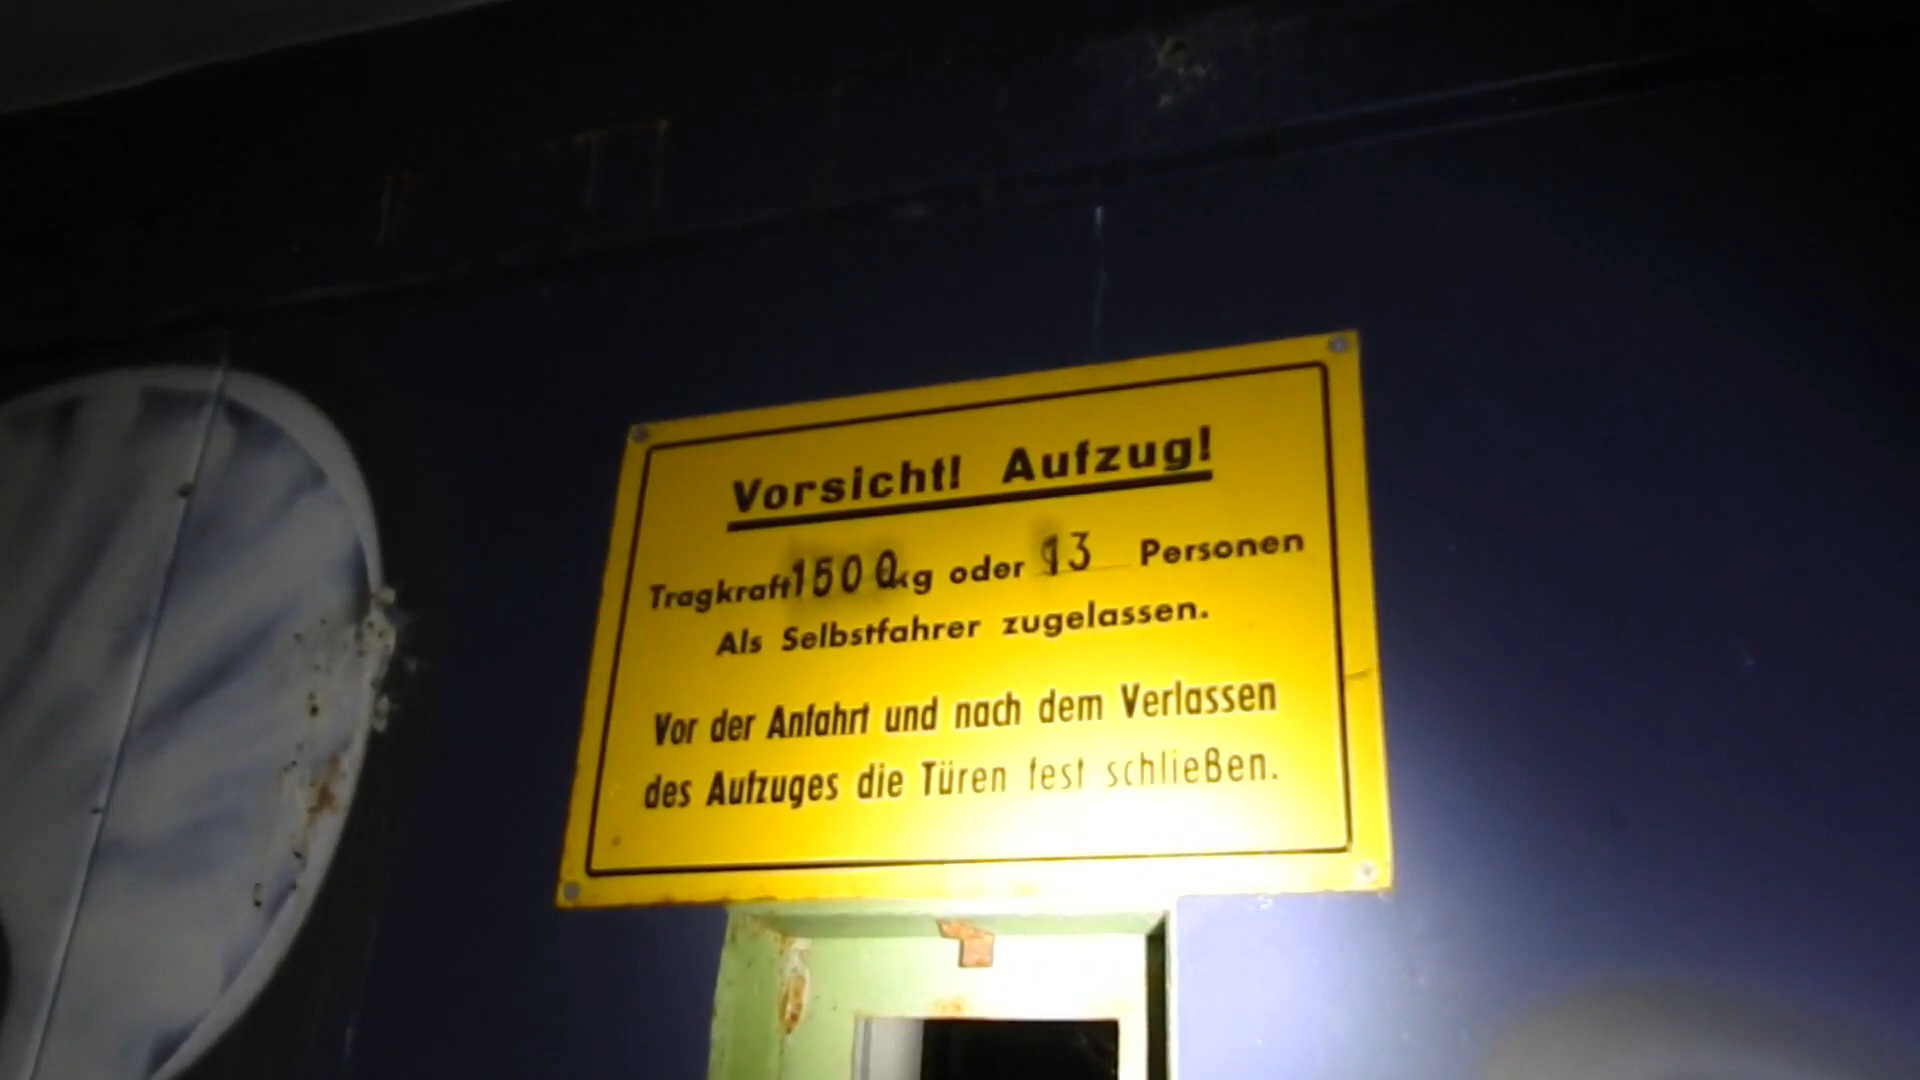 Vorsicht! Aufzug!
Tragkraft 1500 kg oder 13 Personen
Als Selbstfahrer zugelassen.
Vor der Anfahrt und nach dem Verlassen
des Aufzuges die Türen fest schließen.